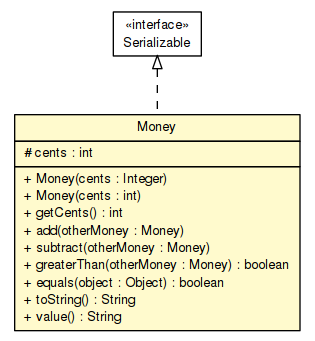 «interface»
Serializable
Money
# cents : int
+ Money(cents : Integer)
+ Money(cents : int)
+ getCents() : int
+ add(otherMoney : Money)
+ subtract(otherMoney : Money)
+ greaterThan(otherMoney : Money) : boolean
+ equals(object : Object) : boolean
+ toString() : String
+ value() : String